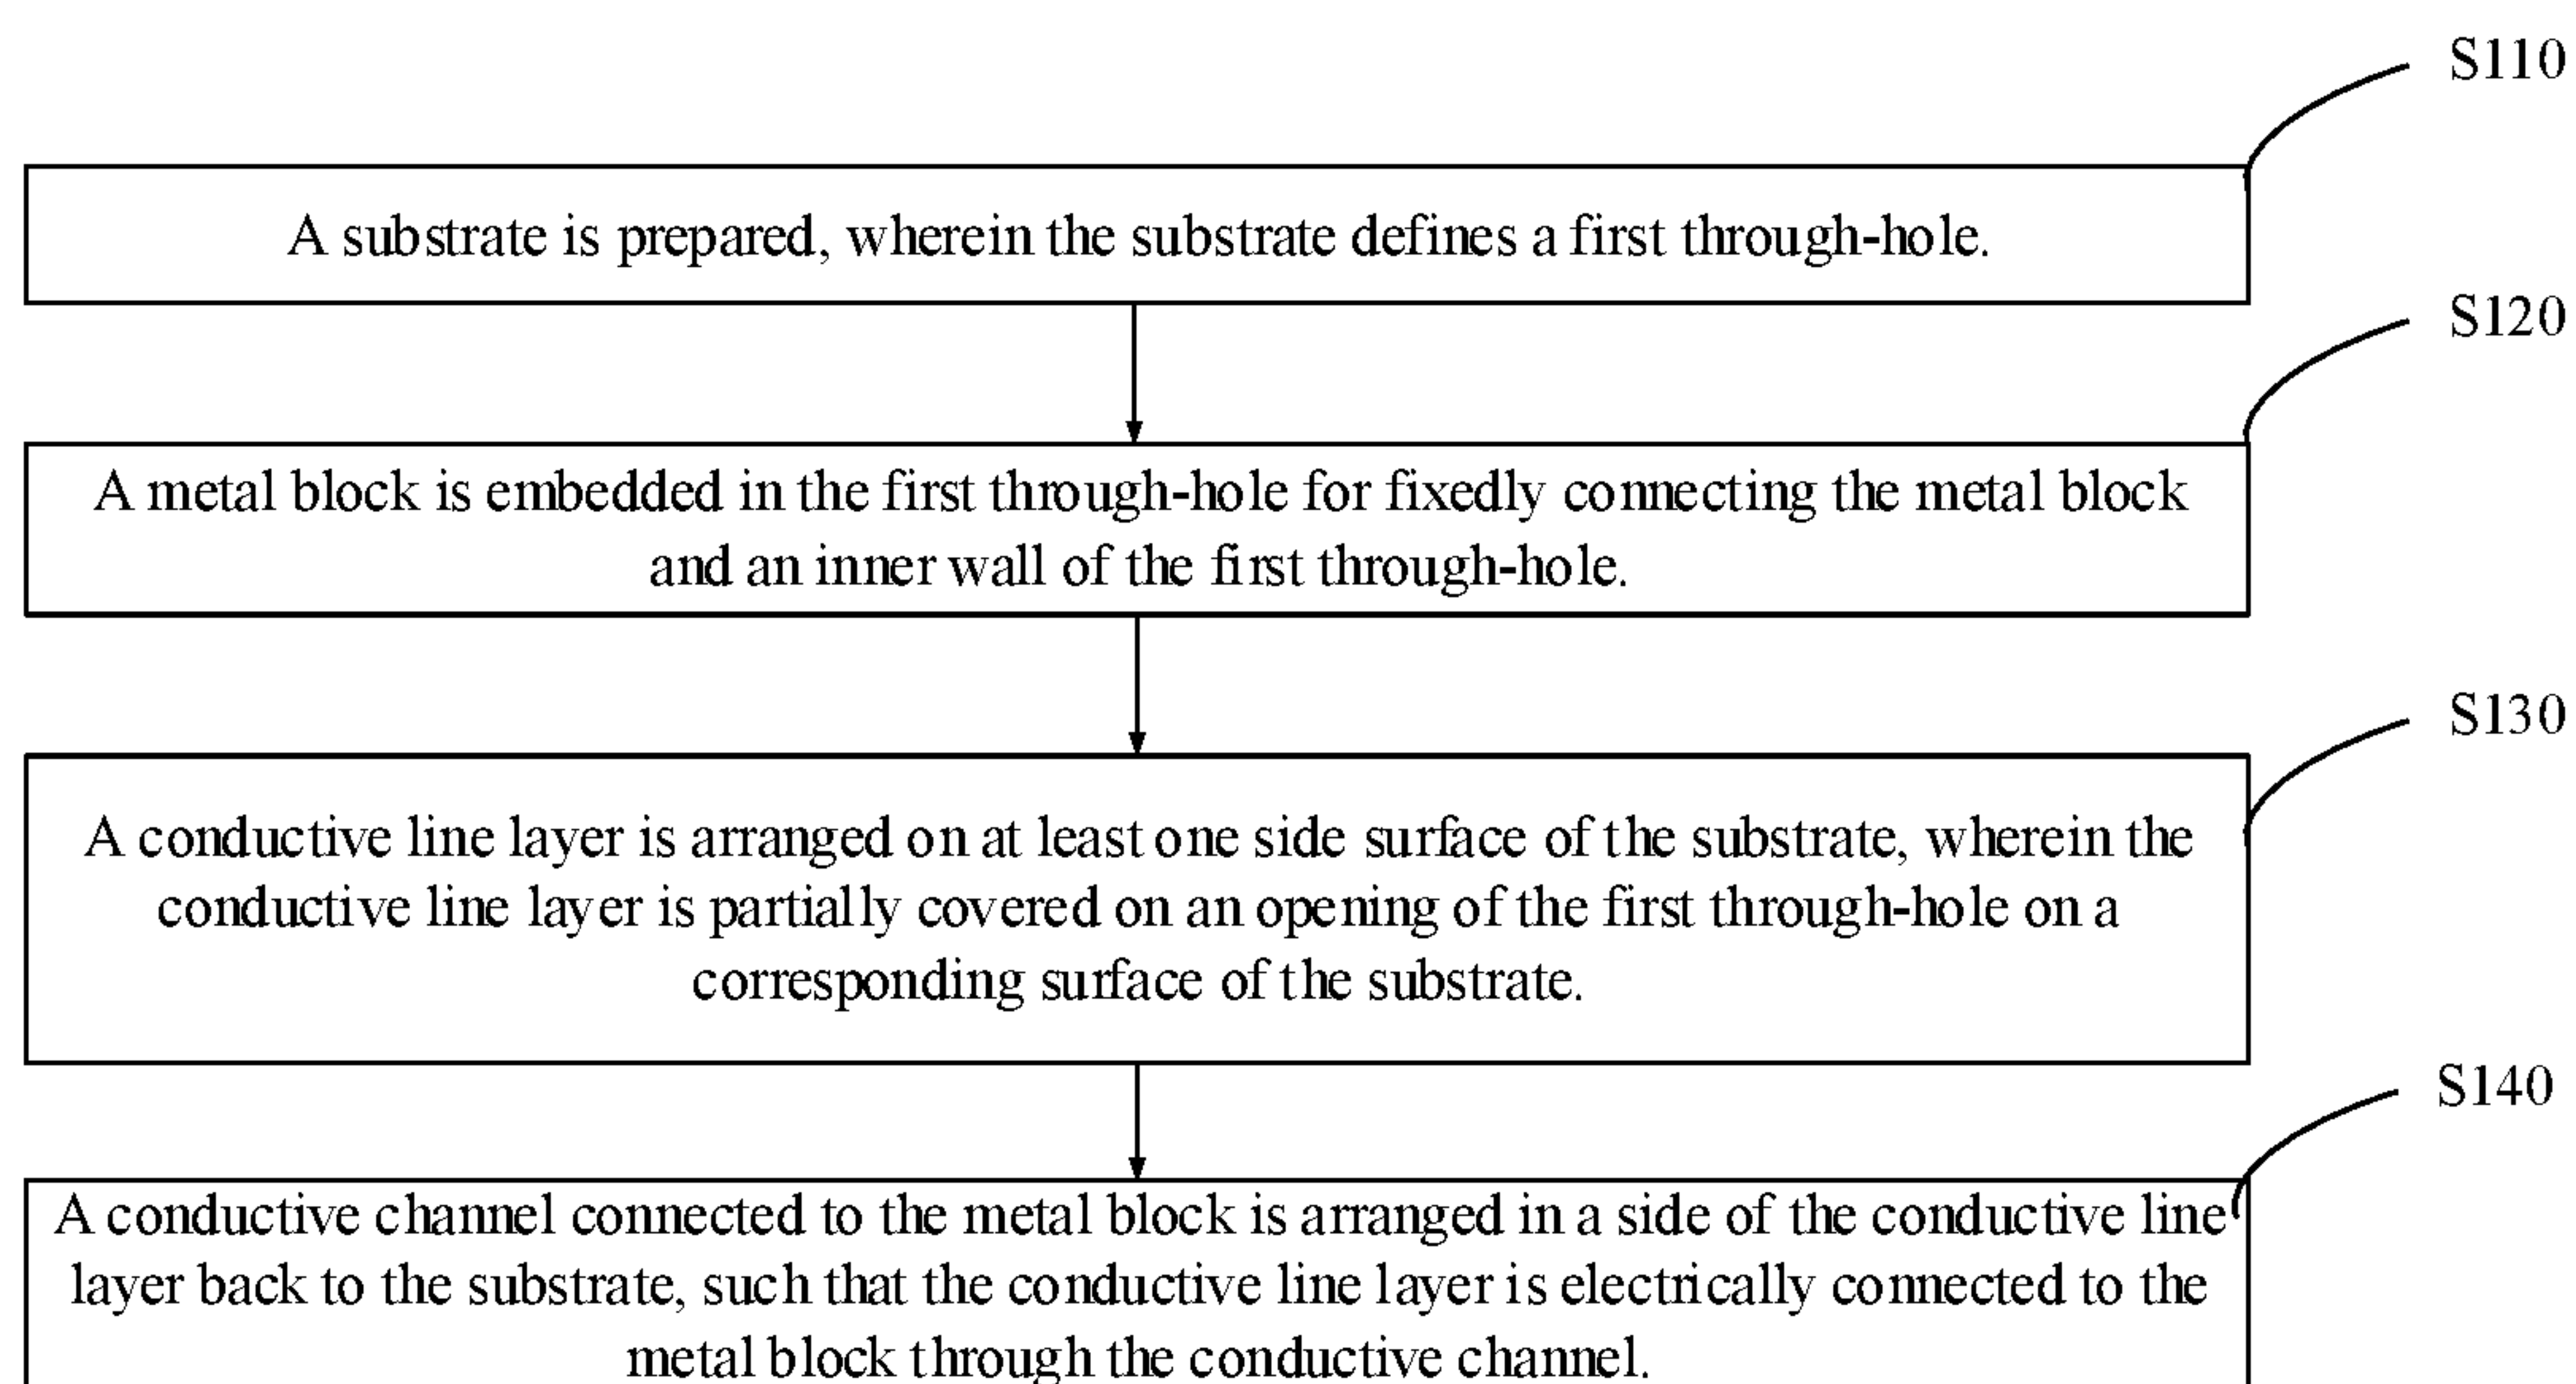 S110
A substrate is prepared, wherein the substrate defines a first through-hole.
S120
A metal block is embedded in the first through-hole for fixedly connecting the metal block
and an inner wall of the first through-hole.
S130
A conductive line layer is arranged on at least one side surface of the substrate, wherein the
conductive line layer is partially covered on an opening of the first through-hole on a
corresponding surface of the substrate.
S140
A conductive channel connected to the metal block is arranged in a side of the conductive line
layer back to the substrate, such that the conductive line layer is electrically connected to the
metal block through the conductive channel.